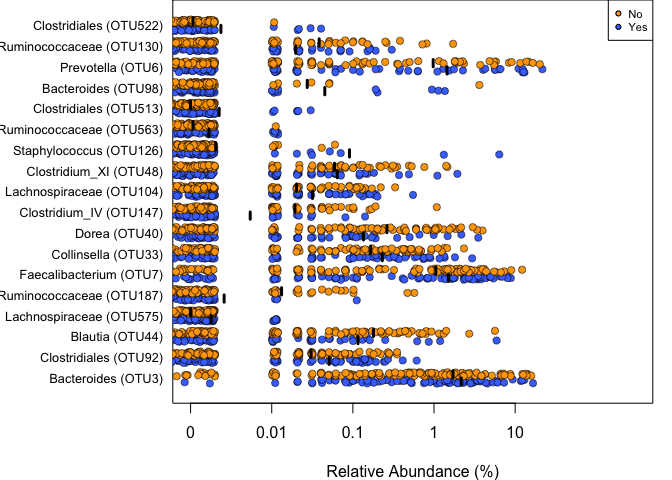 No
Yes
Clostridiales (OTU522)
Ruminococcaceae (OTU130)
Prevotella (OTU6)
Bacteroides (OTU98)
Clostridiales (OTU513)
Ruminococcaceae (OTU563)
Staphylococcus (OTU126)
Clostridium_XI (OTU48)
Lachnospiraceae (OTU104)
Clostridium_IV (OTU147)
Dorea (OTU40)
Collinsella (OTU33)
Faecalibacterium (OTU7)
Ruminococcaceae (OTU187)
Lachnospiraceae (OTU575)
Blautia (OTU44)
Clostridiales (OTU92)
Bacteroides (OTU3)
0 0.01 0.1 1 10
Relative Abundance (%)